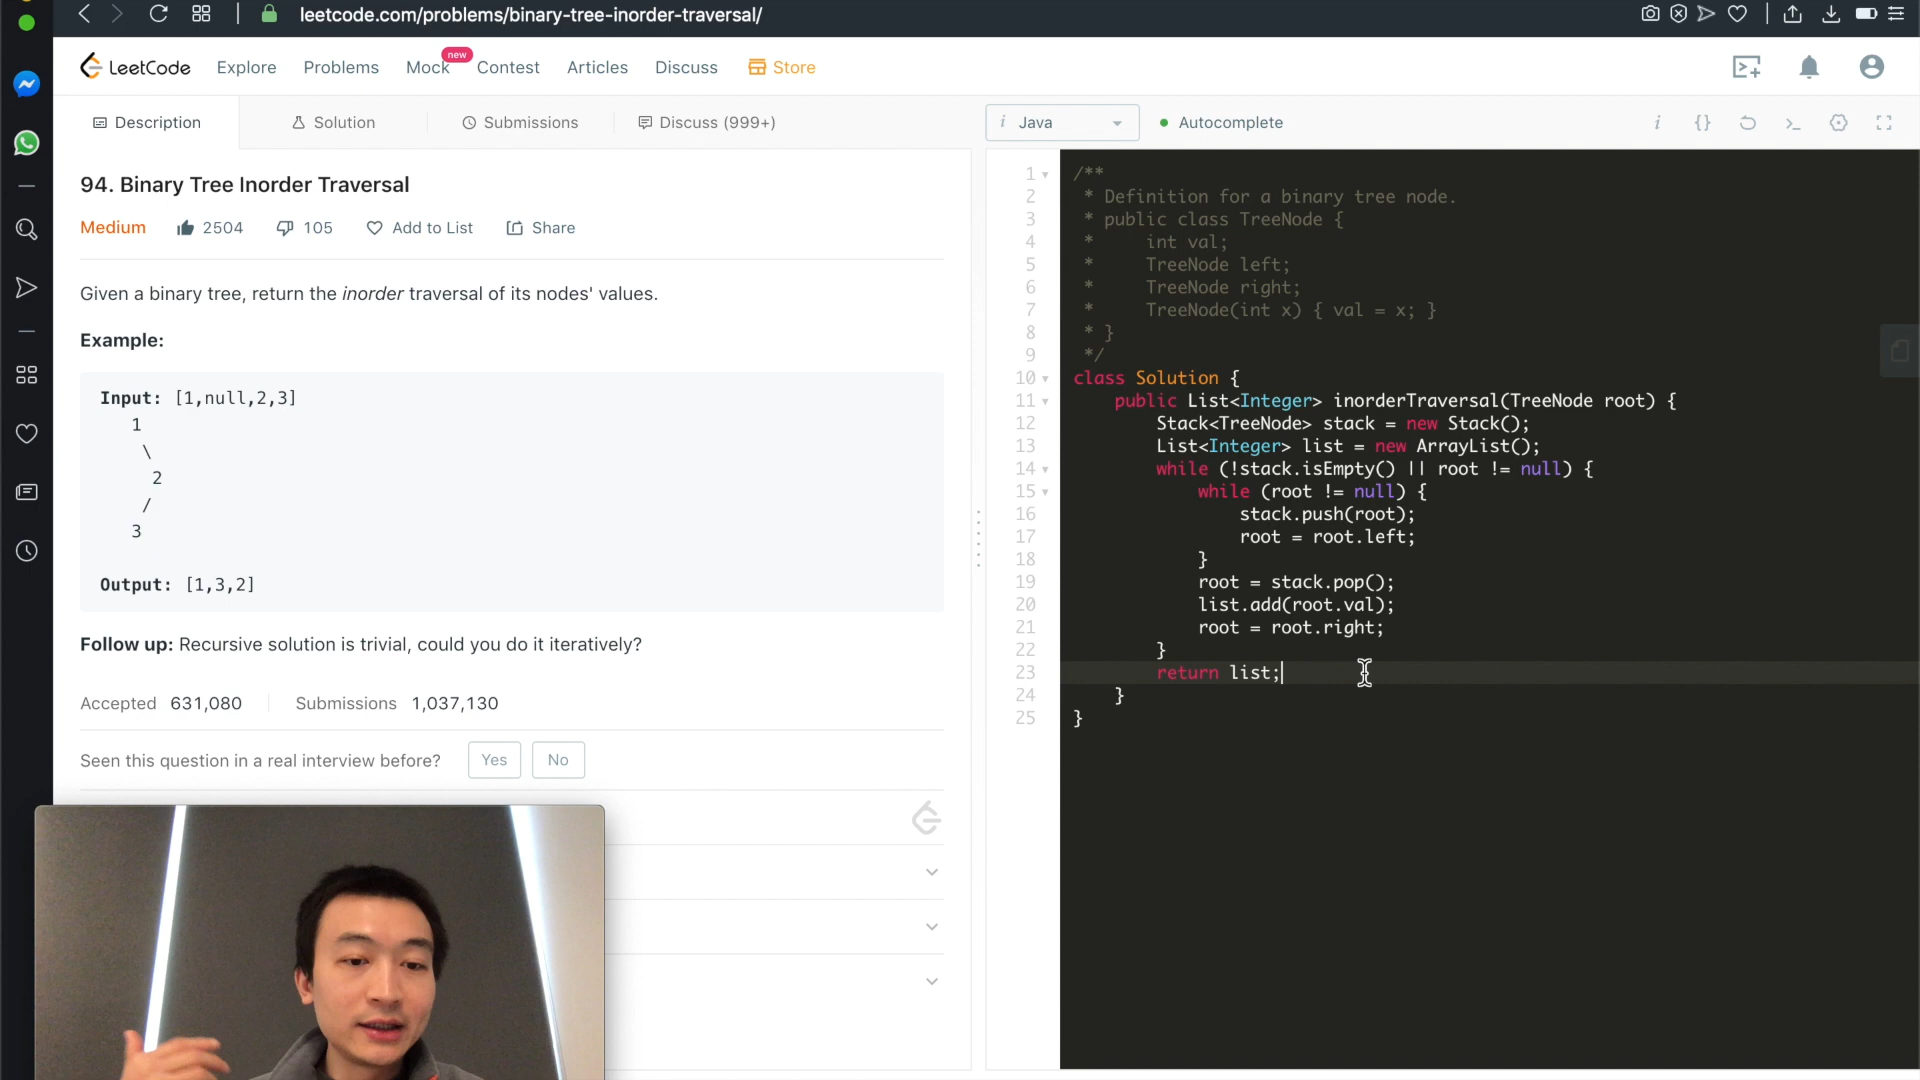 leetcode.com/problems/binary-tree-inorder-traversal/
LeetCode
Explore
Problems
Mock
new
Contest
Articles
Discuss
Store
Description
Solution
Submissions
Discuss (999+)
94. Binary Tree Inorder Traversal
Medium
2504
105
Add to List
Share
Given a binary tree, return the inorder traversal of its nodes' values.
Example:
Input: [1,null,2,3]
1
\
2
/
3
Output: [1,3,2]
Follow up: Recursive solution is trivial, could you do it iteratively?
Accepted 631,080
Submissions 1,037,130
Seen this question in a real interview before?
Yes
No
i Java
Autocomplete
i {} >_
1 /**
2 * Definition for a binary tree node.
3 * public class TreeNode {
4 *     int val;
5 *     TreeNode left;
6 *     TreeNode right;
7 *     TreeNode(int x) { val = x; }
8 * }
9 */
10 class Solution {
11     public List<Integer> inorderTraversal(TreeNode root) {
12         Stack<TreeNode> stack = new Stack();
13         List<Integer> list = new ArrayList();
14         while (!stack.isEmpty() || root != null) {
15             while (root != null) {
16                 stack.push(root);
17                 root = root.left;
18             }
19             root = stack.pop();
20             list.add(root.val);
21             root = root.right;
22         }
23         return list;
24     }
25 }